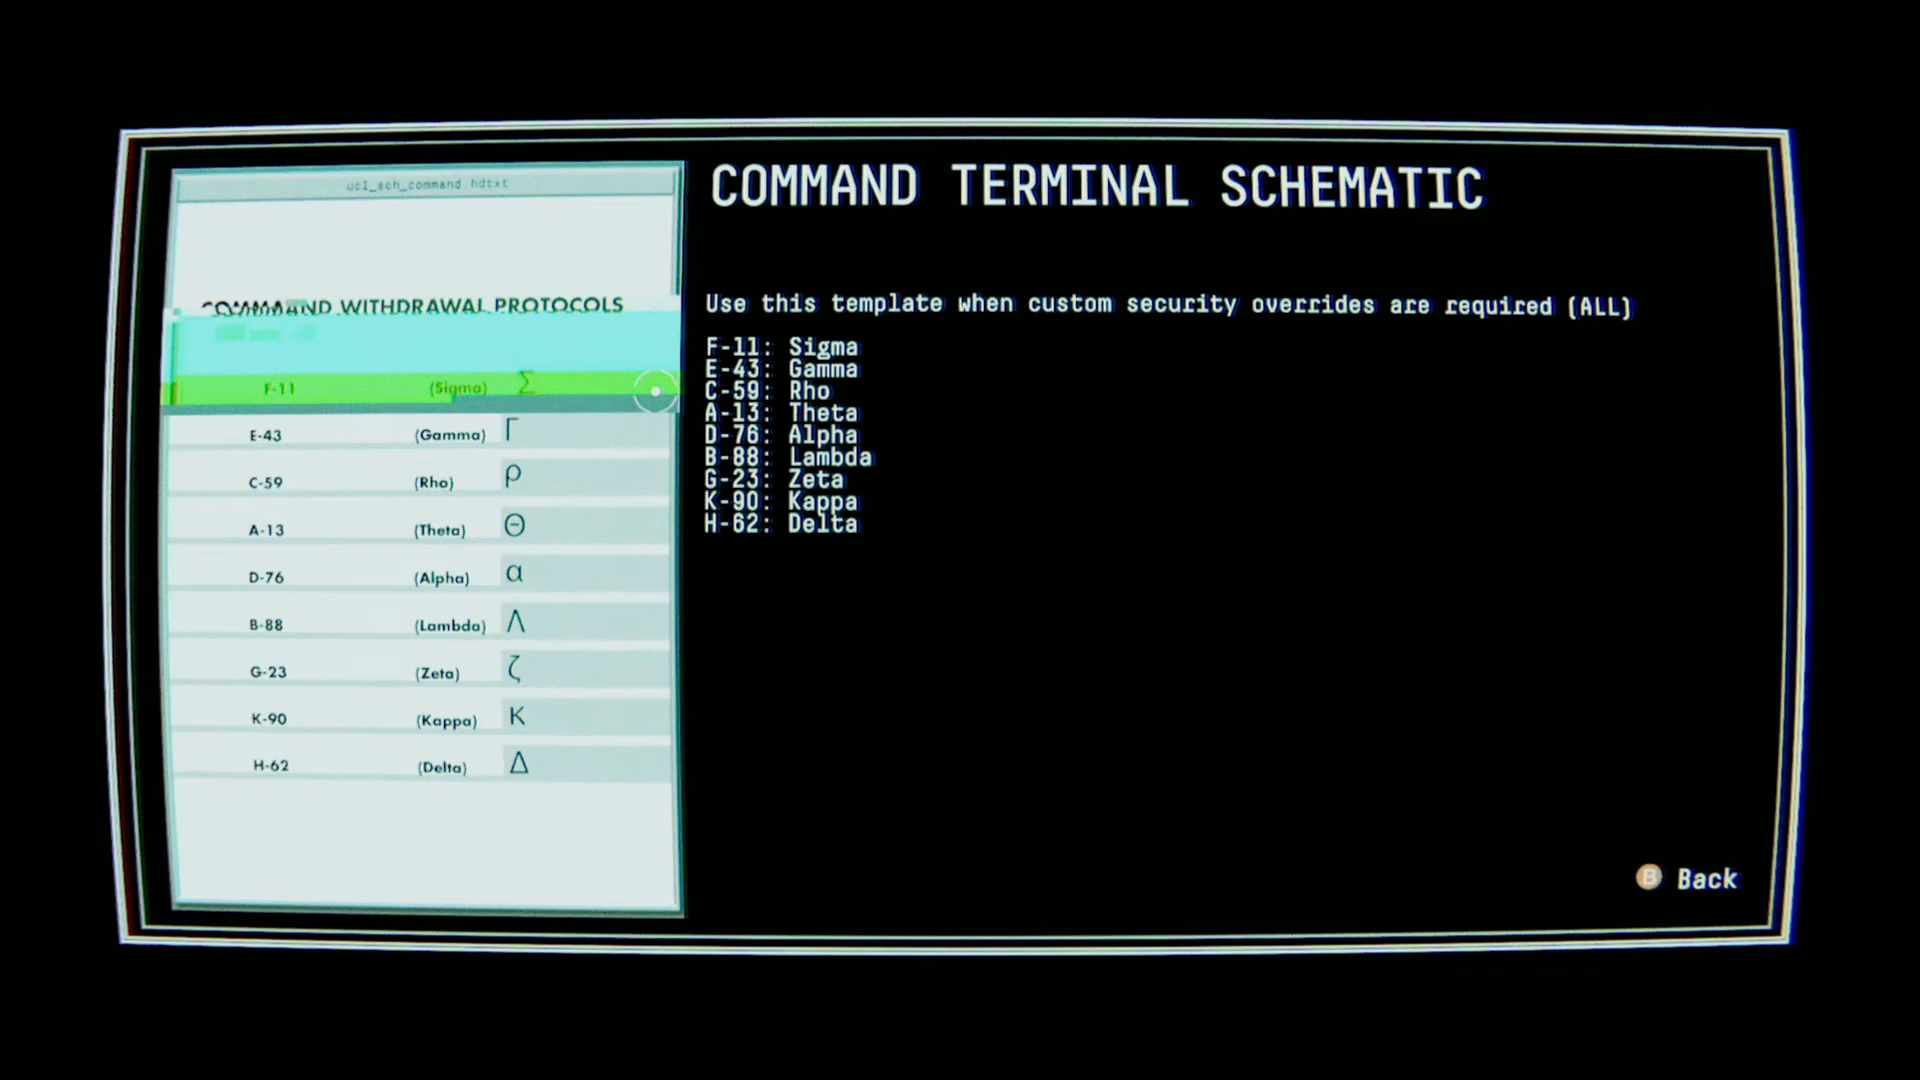 ucl_sch_command.hdtxt
COMMAND WITHDRAWAL PROTOCOLS
F-11 (Sigma) Σ
E-43 (Gamma) Γ
C-59 (Rho) ρ
A-13 (Theta) Θ
D-76 (Alpha) α
B-88 (Lambda) Λ
G-23 (Zeta) ζ
K-90 (Kappa) K
H-62 (Delta) Δ
COMMAND TERMINAL SCHEMATIC
Use this template when custom security overrides are required (ALL)
F-11: Sigma
E-43: Gamma
C-59: Rho
A-13: Theta
D-76: Alpha
B-88: Lambda
G-23: Zeta
K-90: Kappa
H-62: Delta
B Back